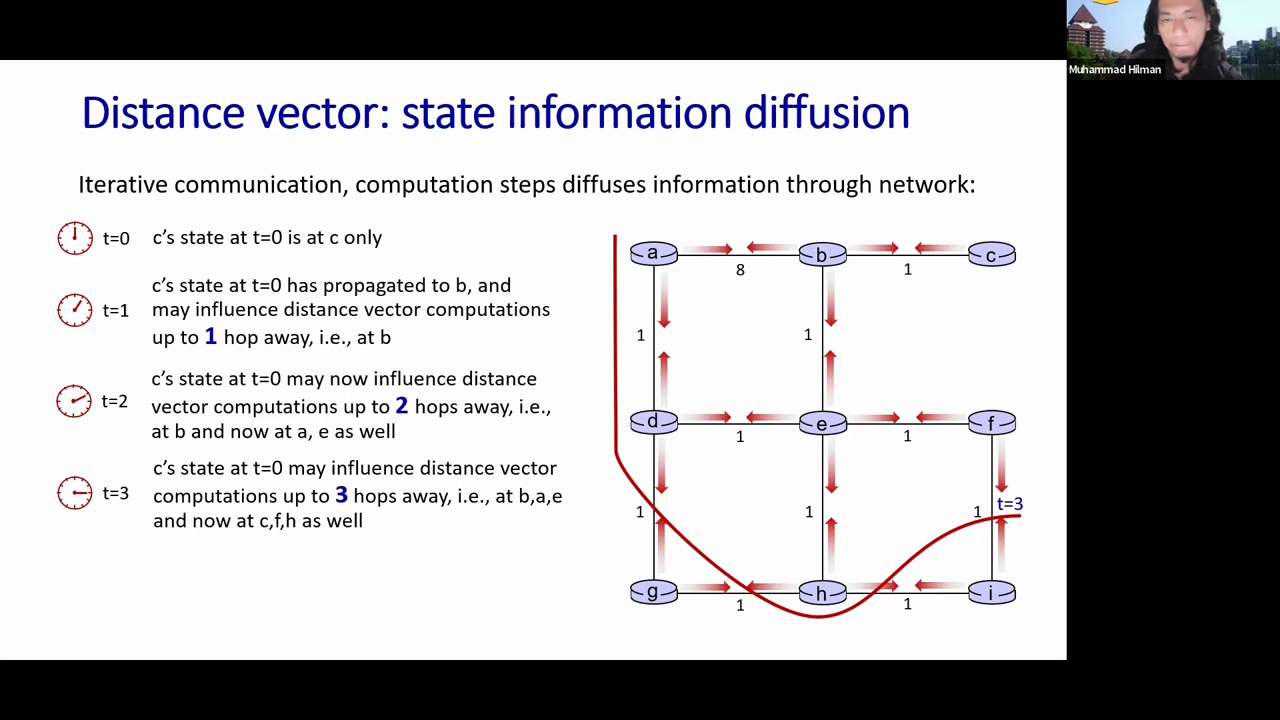 Muhammad Hilman
Distance vector: state information diffusion
Iterative communication, computation steps diffuses information through network:
t=0 c's state at t=0 is at c only
t=1 c's state at t=0 has propagated to b, and
may influence distance vector computations
up to 1 hop away, i.e., at b
t=2 c's state at t=0 may now influence distance
vector computations up to 2 hops away, i.e.,
at b and now at a, e as well
t=3 c's state at t=0 may influence distance vector
computations up to 3 hops away, i.e., at b,a,e
and now at c,f,h as well
a b c
8 1
1 1
d e f
1 1
1 1 1 t=3
g h i
1 1